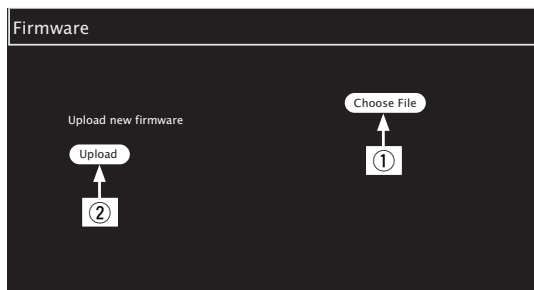 Firmware
Choose File
Upload new firmware
①
Upload
②